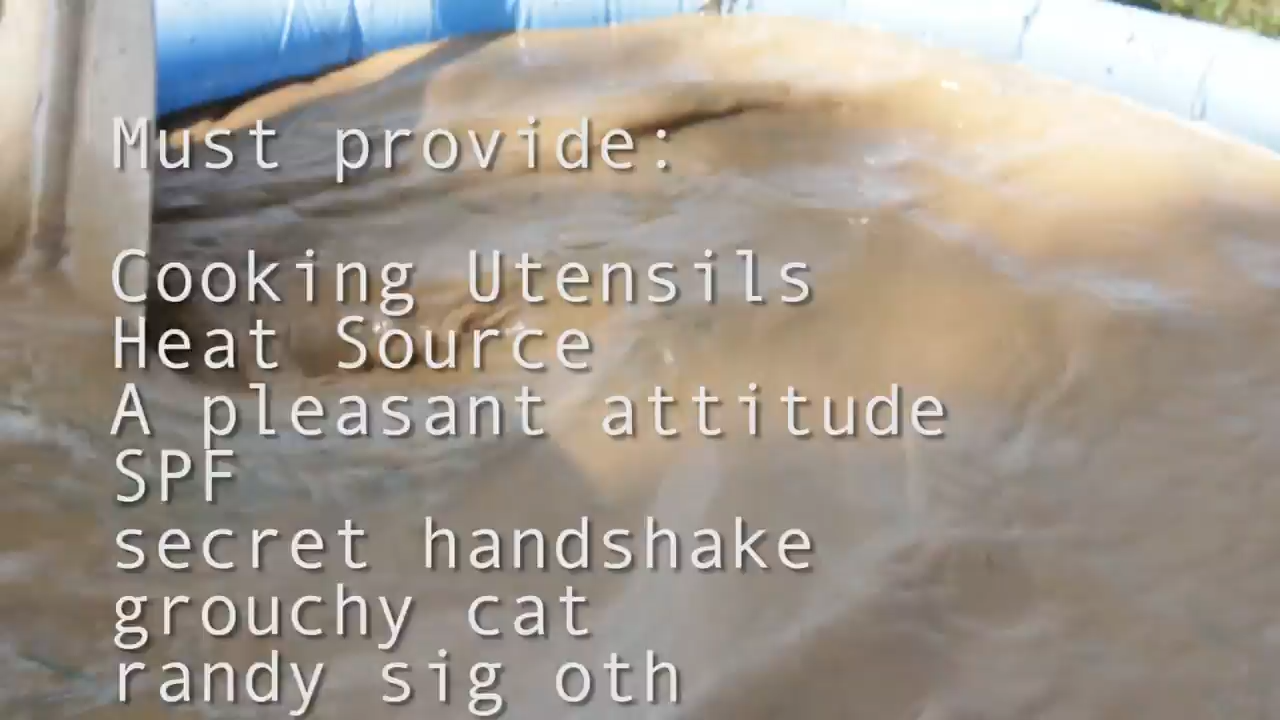 Must provide:
Cooking Utensils
Heat Source
A pleasant attitude
SPF
secret handshake
grouchy cat
randy sig oth